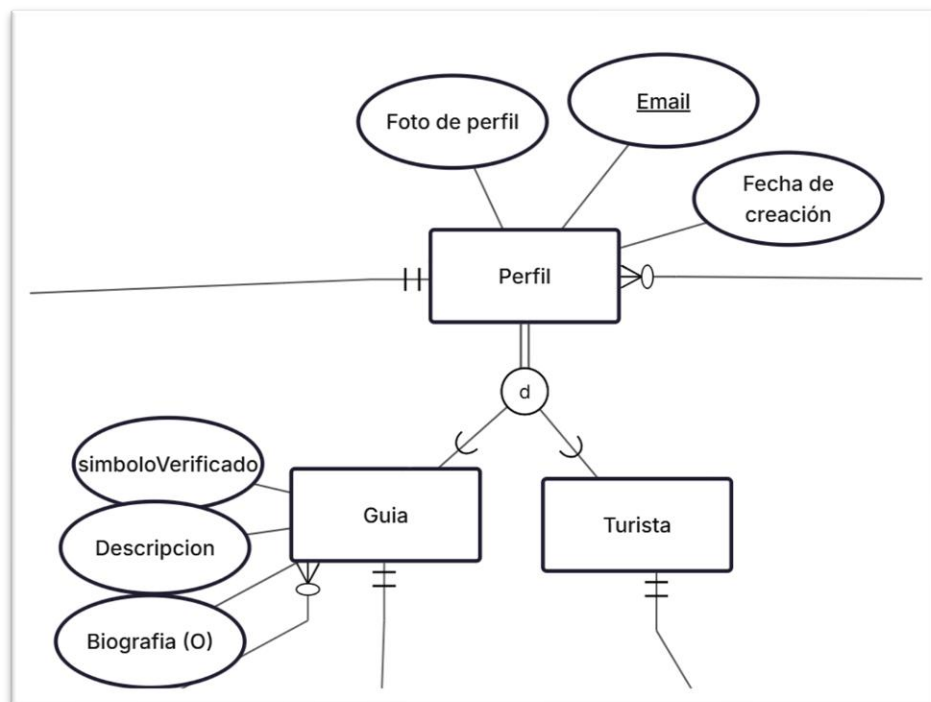 Foto de perfil
Email
Fecha de
creación
Perfil
d
simboloVerificado
Guia
Turista
Descripcion
Biografia (O)